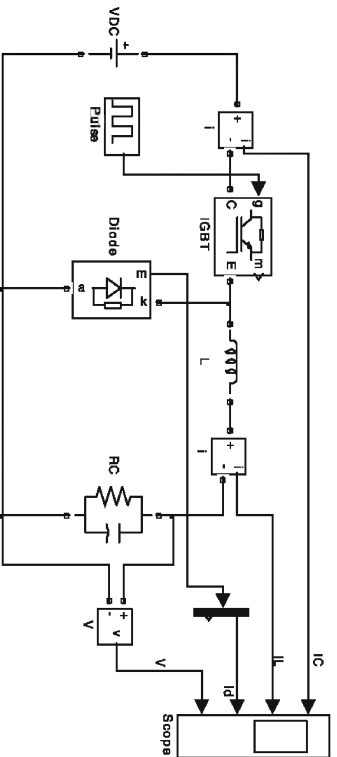 VDC
+
Pulse
+
-
i
i
g
C
m
E
IGBT
Diode
m
a
k
L
+
-
i
i
RC
+
-
v
V
V
Id
IL
IC
Scope